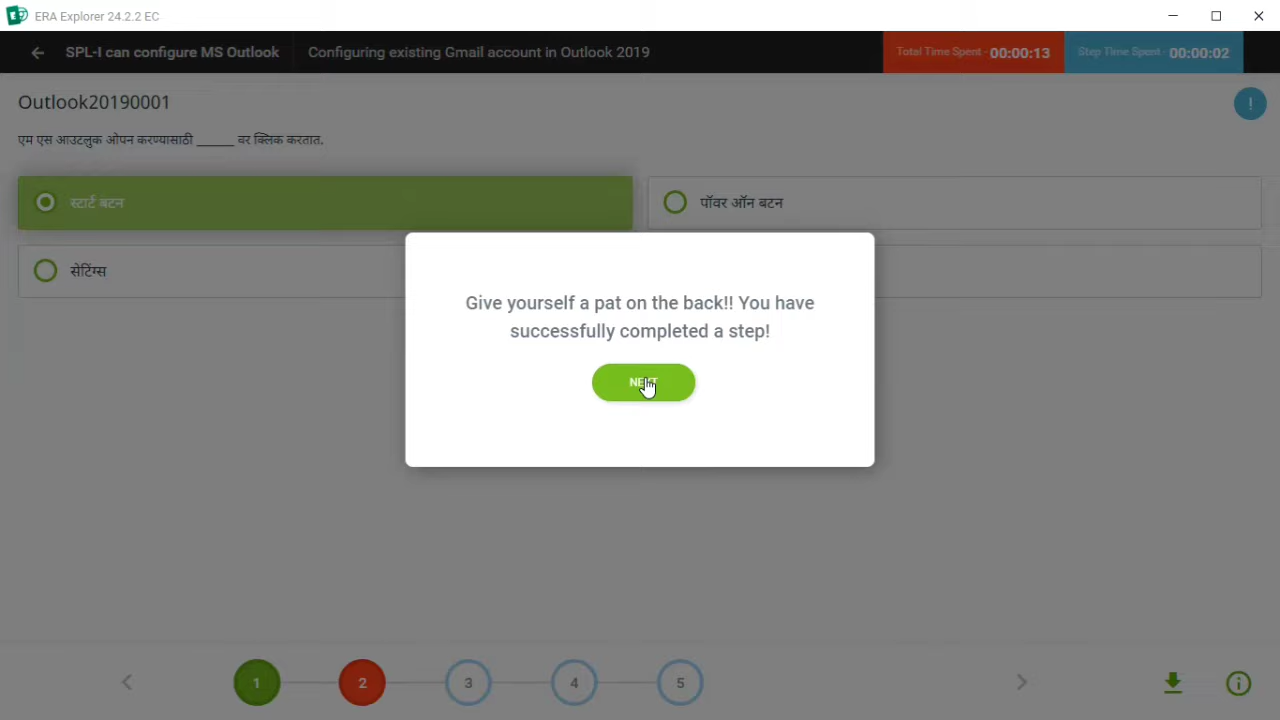 ERA Explorer 24.2.2 EC
SPL-I can configure MS Outlook
Configuring existing Gmail account in Outlook 2019
Total Time Spent - 00:00:13
Step Time Spent - 00:00:02
Outlook20190001
!
एम एस आउटलुक ओपन करण्यासाठी ______ वर क्लिक करतात.
स्टार्ट बटन
पॉवर ऑन बटन
सेटिंग्स
Give yourself a pat on the back!! You have
successfully completed a step!
NEXT
1
2
3
4
5